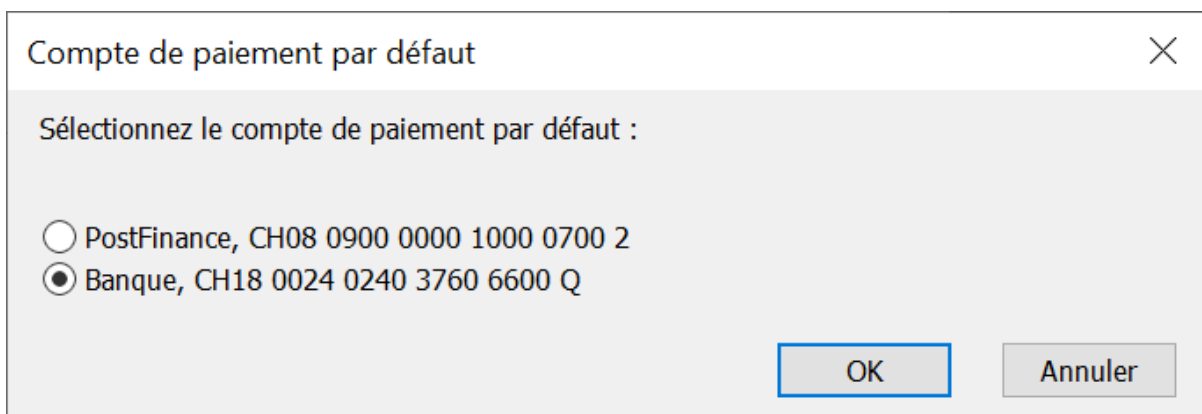 Compte de paiement par défaut
Sélectionnez le compte de paiement par défaut :
PostFinance, CH08 0900 0000 1000 0700 2
Banque, CH18 0024 0240 3760 6600 Q
OK Annuler